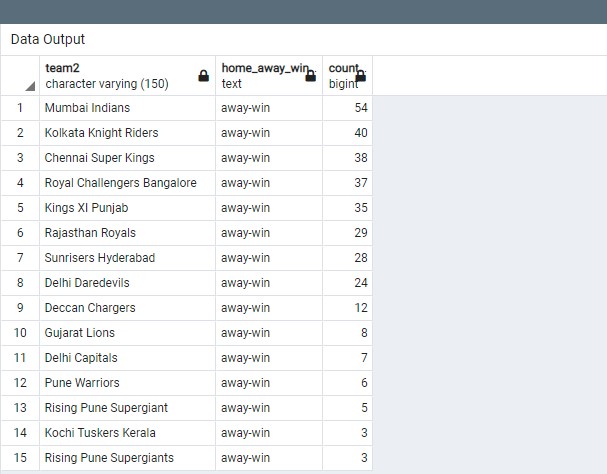 Data Output
team2 home_away_win count
character varying (150) text bigint
1 Mumbai Indians away-win 54
2 Kolkata Knight Riders away-win 40
3 Chennai Super Kings away-win 38
4 Royal Challengers Bangalore away-win 37
5 Kings XI Punjab away-win 35
6 Rajasthan Royals away-win 29
7 Sunrisers Hyderabad away-win 28
8 Delhi Daredevils away-win 24
9 Deccan Chargers away-win 12
10 Gujarat Lions away-win 8
11 Delhi Capitals away-win 7
12 Pune Warriors away-win 6
13 Rising Pune Supergiant away-win 5
14 Kochi Tuskers Kerala away-win 3
15 Rising Pune Supergiants away-win 3